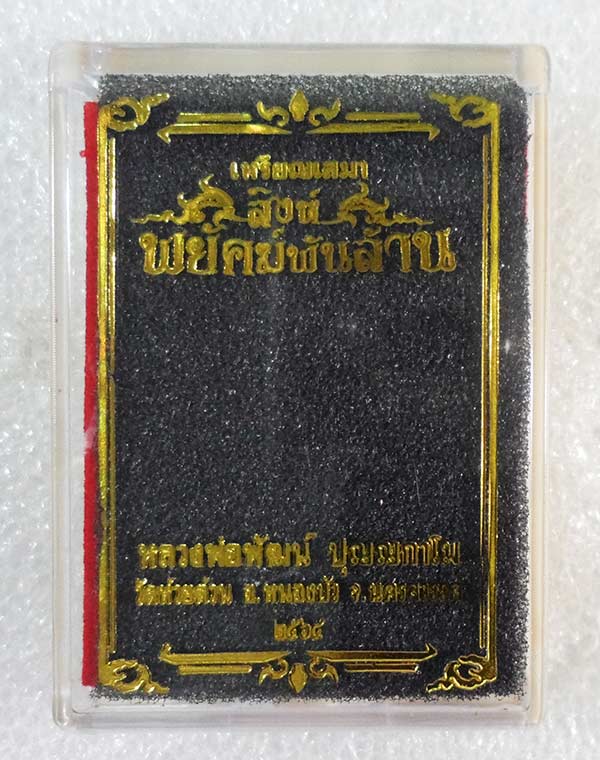 เหรียญเสมา
สิงห์
พยัคฆ์พันล้าน
หลวงพ่อพัฒน์ ปุญฺญกาโม
วัดห้วยด้วน อ.หนองบัว จ.นครสวรรค์
๒๕๖๔